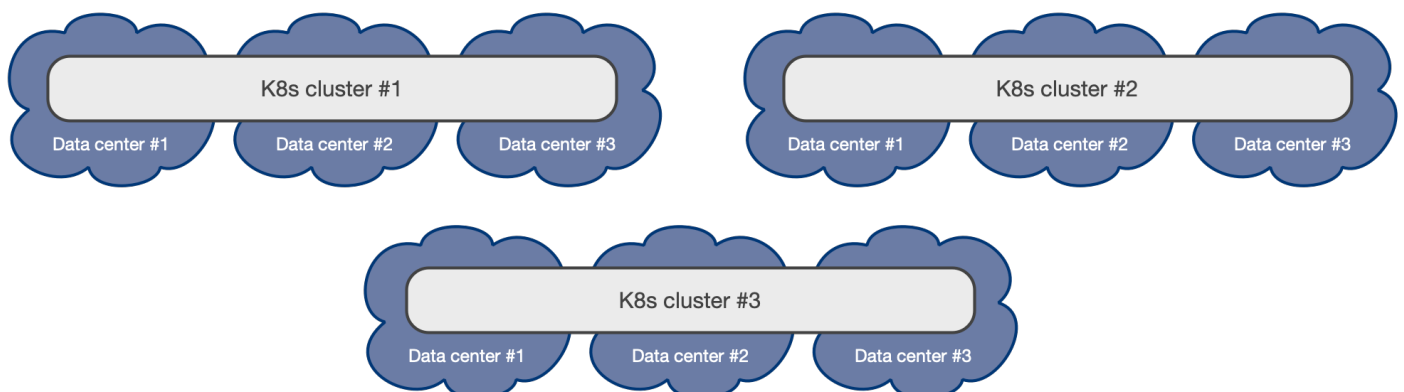 K8s cluster #1
Data center #1
Data center #2
Data center #3
K8s cluster #2
Data center #1
Data center #2
Data center #3
K8s cluster #3
Data center #1
Data center #2
Data center #3